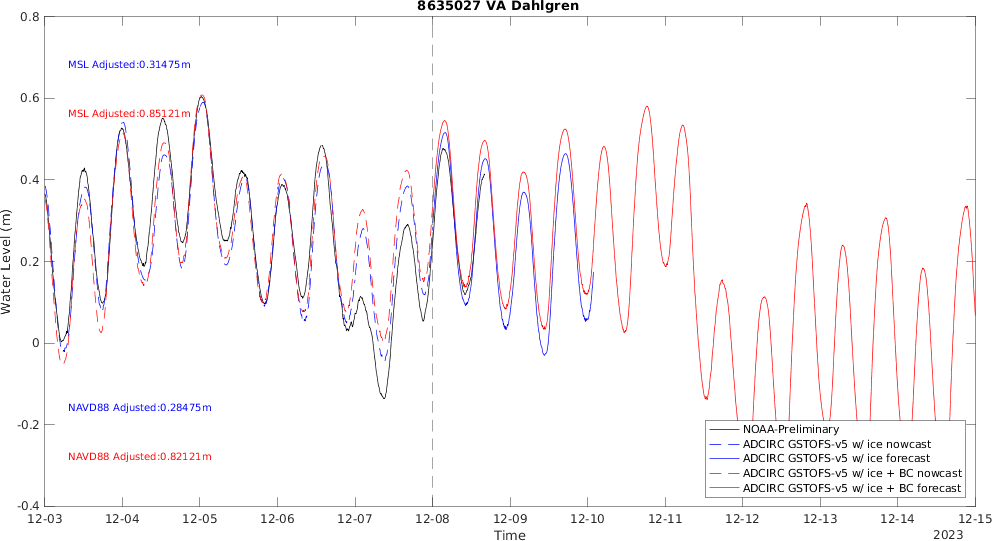 8635027 VA Dahlgren
0.8
0.6
0.4
0.2
0
-0.2
-0.4
Water Level (m)
MSL Adjusted:0.31475m
MSL Adjusted:0.85121m
NAVD88 Adjusted:0.28475m
NAVD88 Adjusted:0.82121m
NOAA-Preliminary
ADCIRC GSTOFS-v5 w/ ice nowcast
ADCIRC GSTOFS-v5 w/ ice forecast
ADCIRC GSTOFS-v5 w/ ice + BC nowcast
ADCIRC GSTOFS-v5 w/ ice + BC forecast
12-03 12-04 12-05 12-06 12-07 12-08 12-09 12-10 12-11 12-12 12-13 12-14 12-15
Time
2023